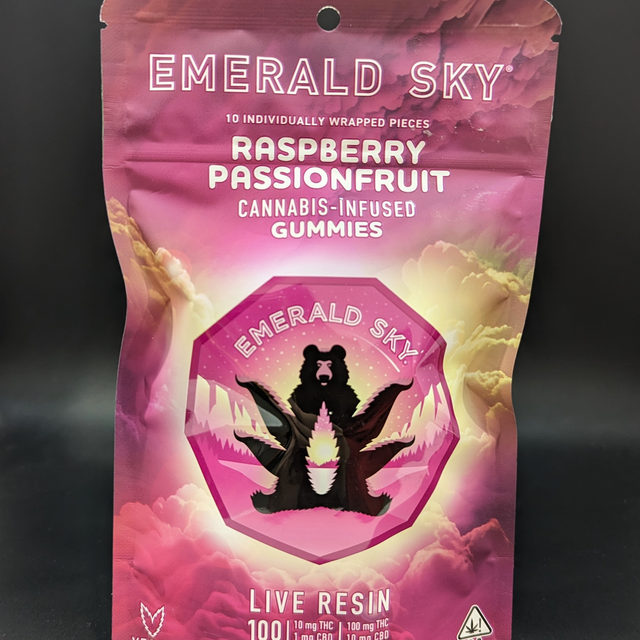 EMERALD SKY®
10 INDIVIDUALLY WRAPPED PIECES
RASPBERRY
PASSIONFRUIT
CANNABIS-INFUSED
GUMMIES
EMERALD SKY
LIVE RESIN
100 10 mg THC 100 mg THC
1 mg CBD 10 mg CBD